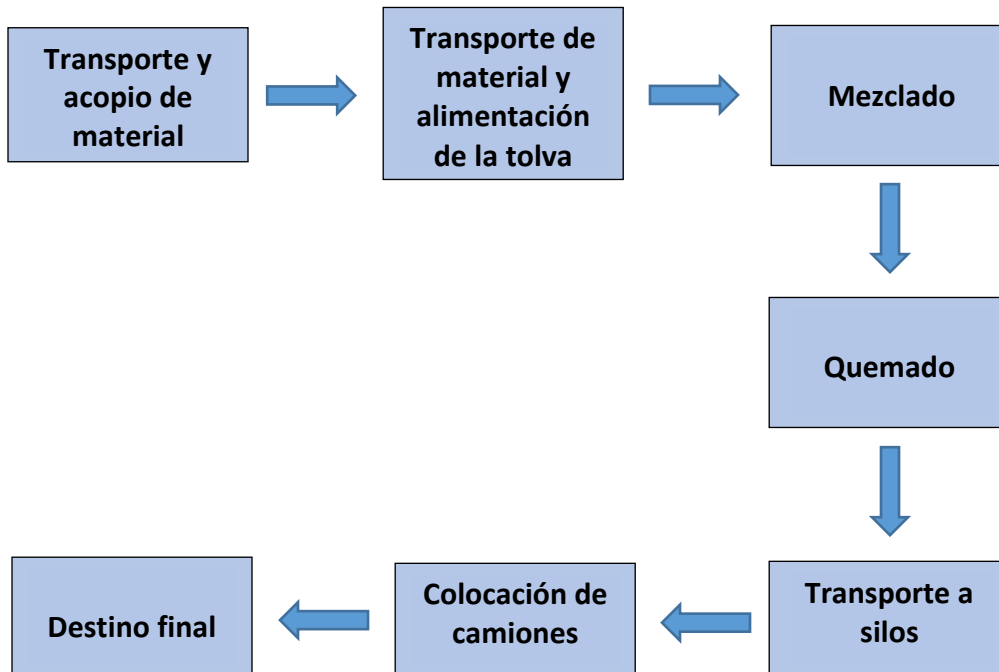 Transporte y
acopio de
material
Transporte de
material y
alimentación
de la tolva
Mezclado
Quemado
Transporte a
silos
Colocación de
camiones
Destino final